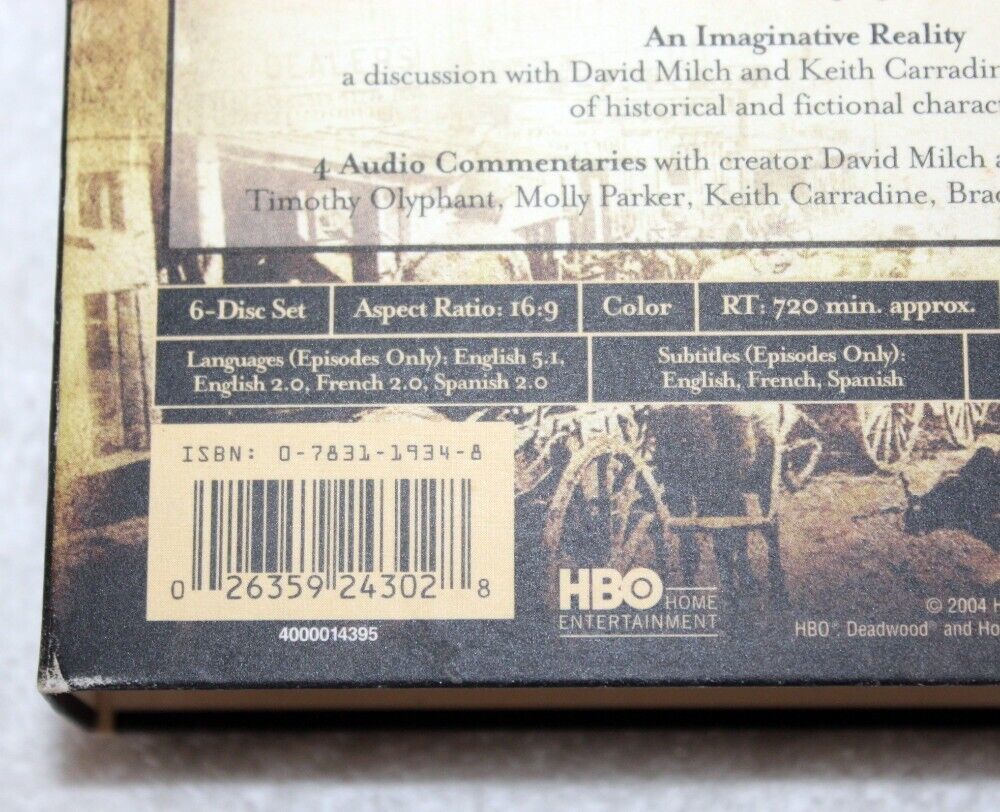 An Imaginative Reality
a discussion with David Milch and Keith
of historical and fictional
4 Audio Commentaries with creator David Milch
Timothy Olyphant, Molly Parker, Keith Carradine,
6-Disc Set
Aspect Ratio: 16:9
Color
RT: 720 min. approx.
Languages (Episodes Only): English 5.1,
English 2.0, French 2.0, Spanish 2.0
Subtitles (Episodes Only):
English, French, Spanish
ISBN: 0-7831-1934-8
0 26359 24302 8
4000014395
HBO HOME
ENTERTAINMENT
© 2004
HBO®, Deadwood® and